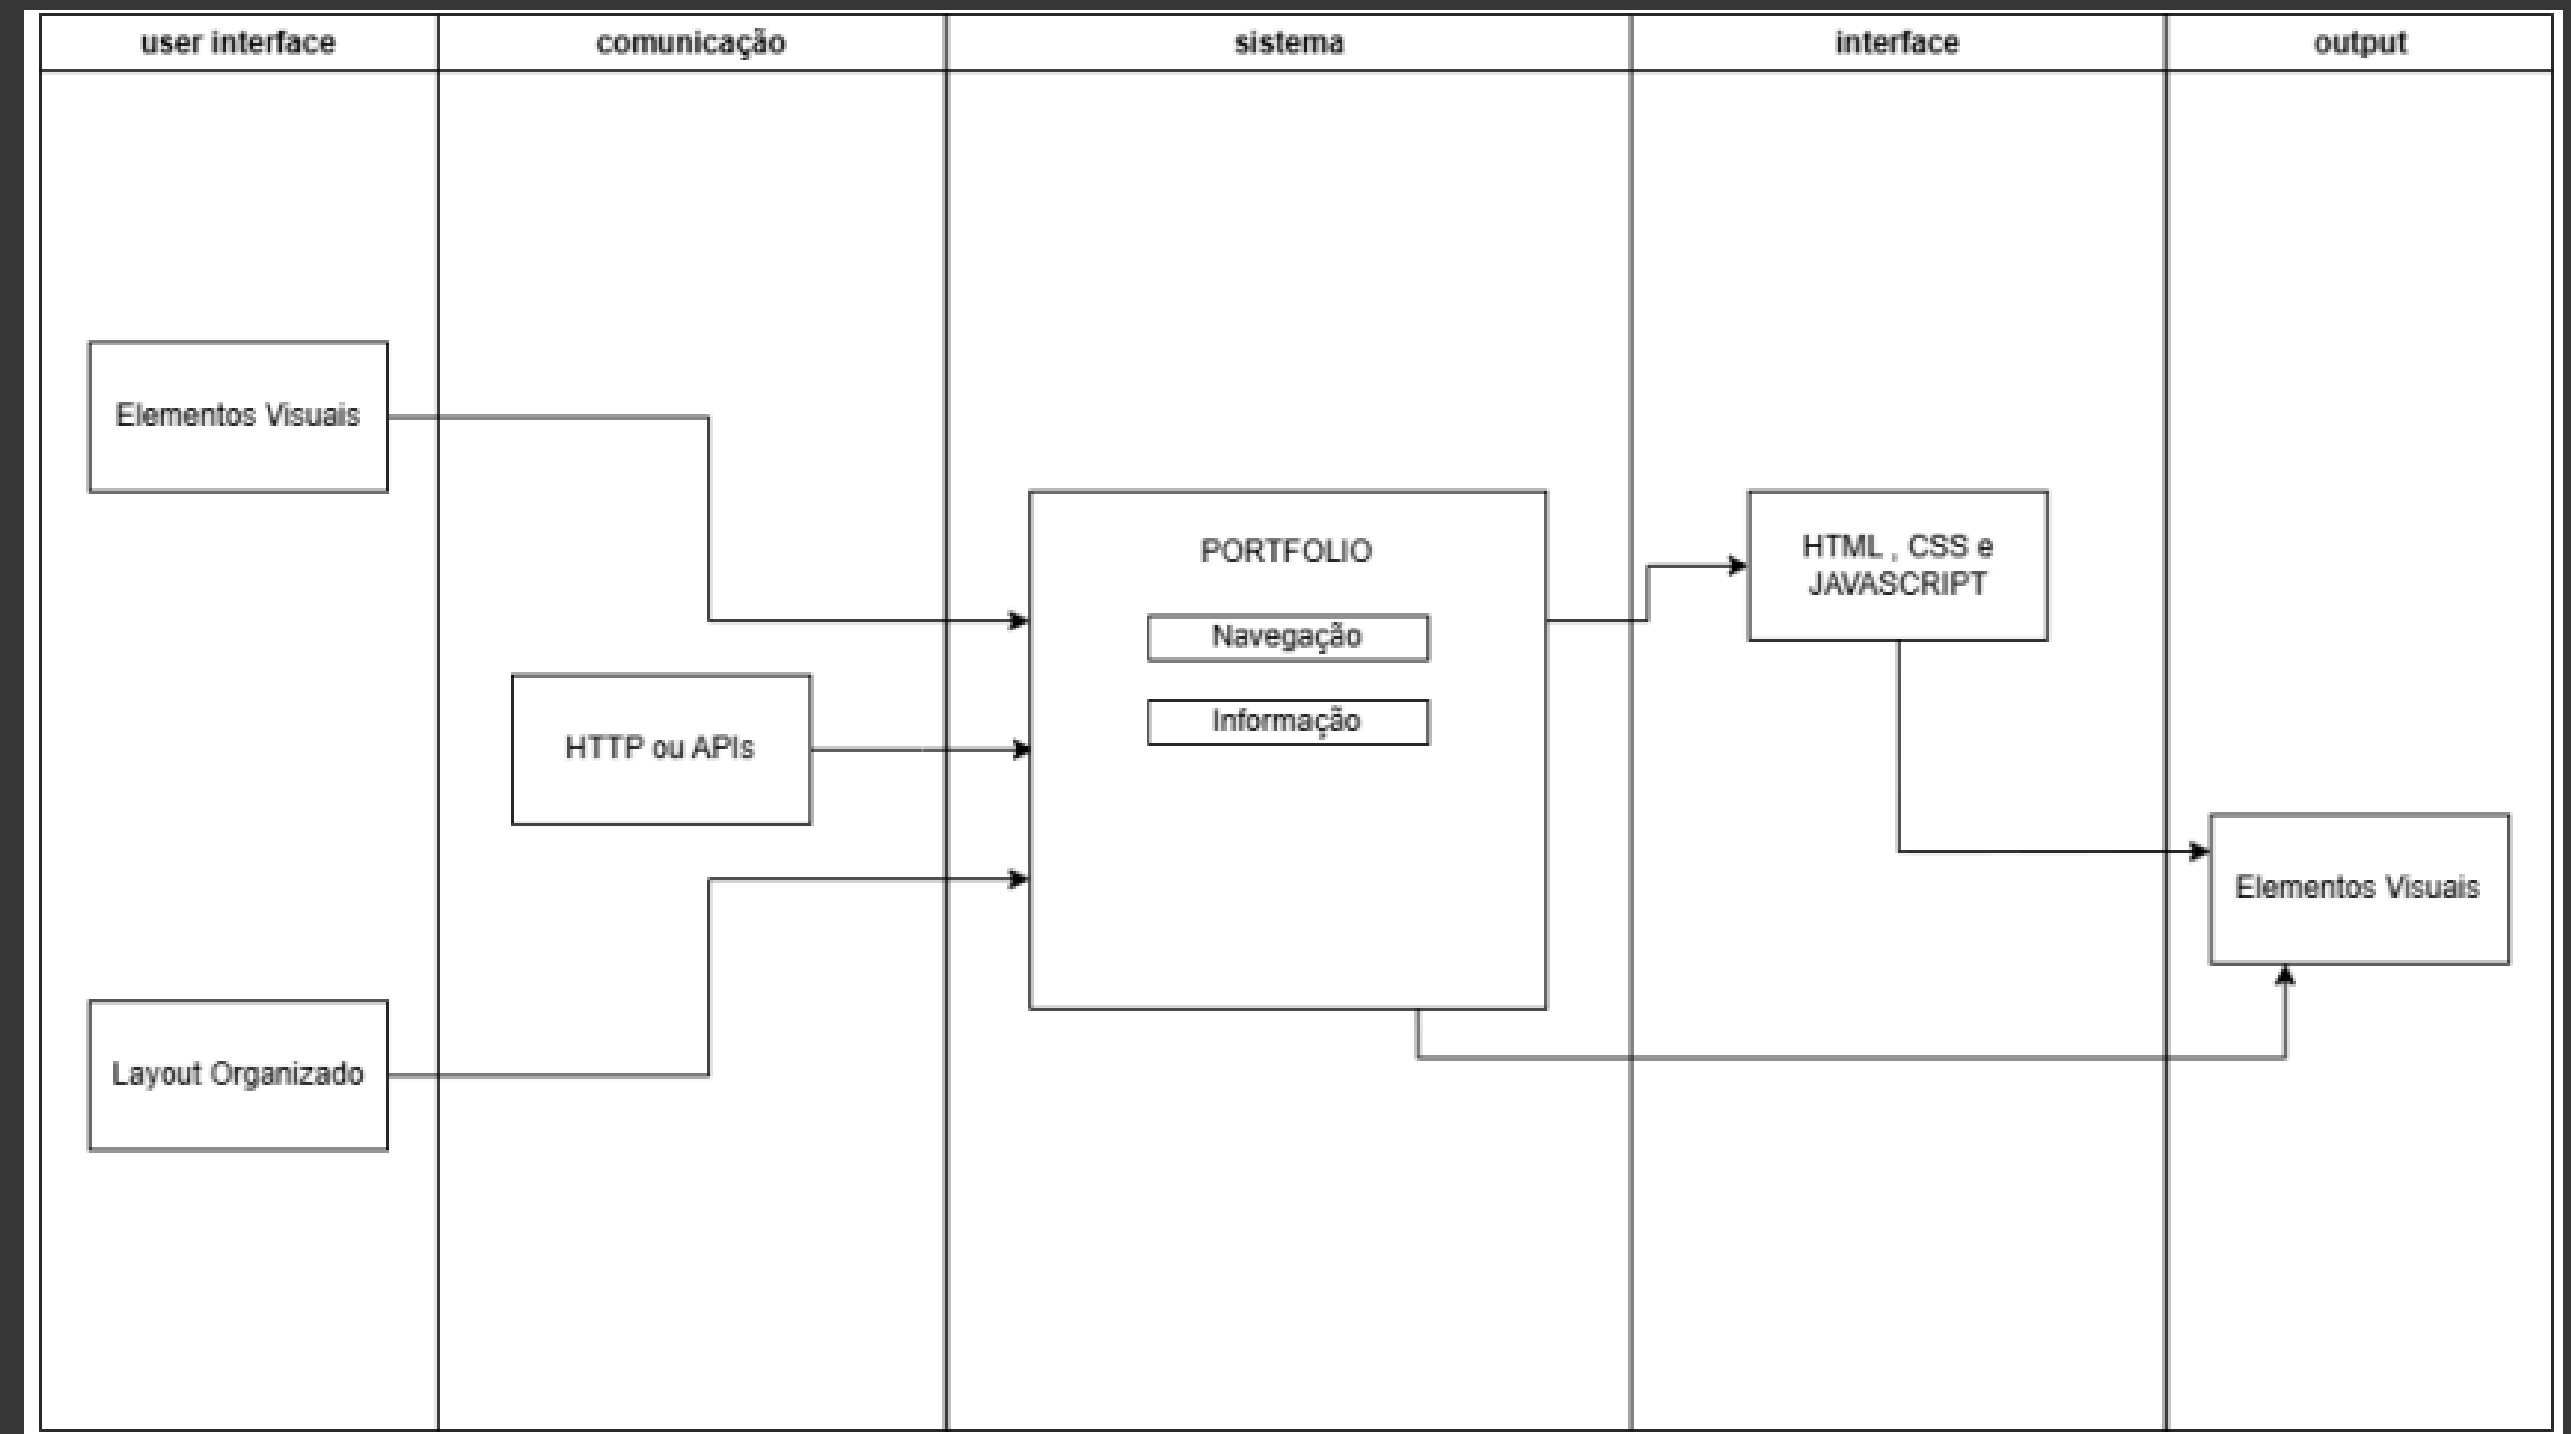 user interface
comunicação
sistema
interface
output
Elementos Visuais
PORTFOLIO
HTML , CSS e
JAVASCRIPT
Navegação
Informação
HTTP ou APIs
Elementos Visuais
Layout Organizado